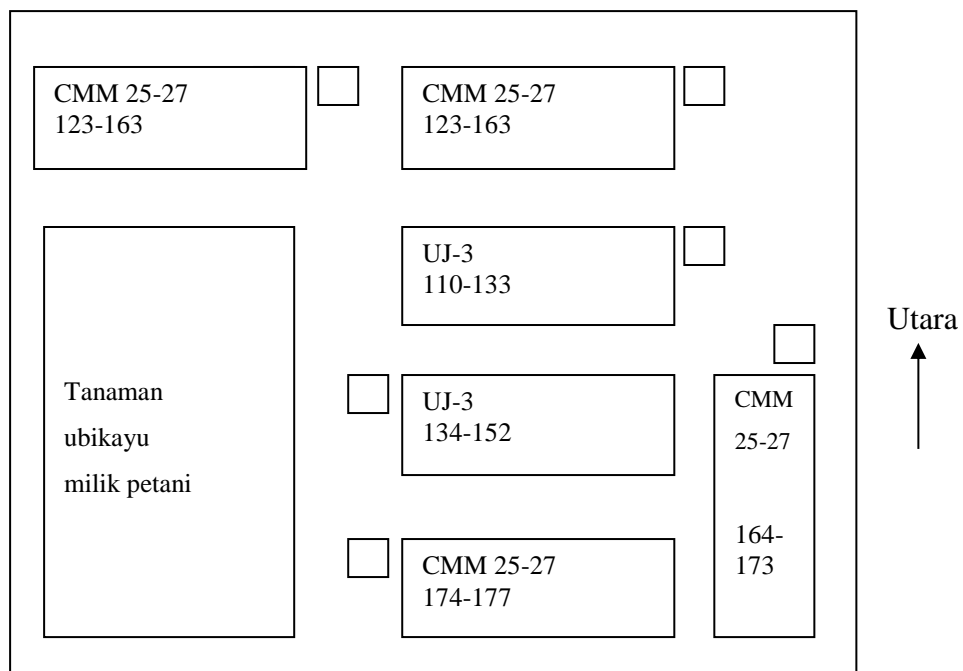 CMM 25-27
123-163
CMM 25-27
123-163
UJ-3
110-133
Utara
Tanaman
ubikayu
milik petani
UJ-3
134-152
CMM
25-27
164-
173
CMM 25-27
174-177